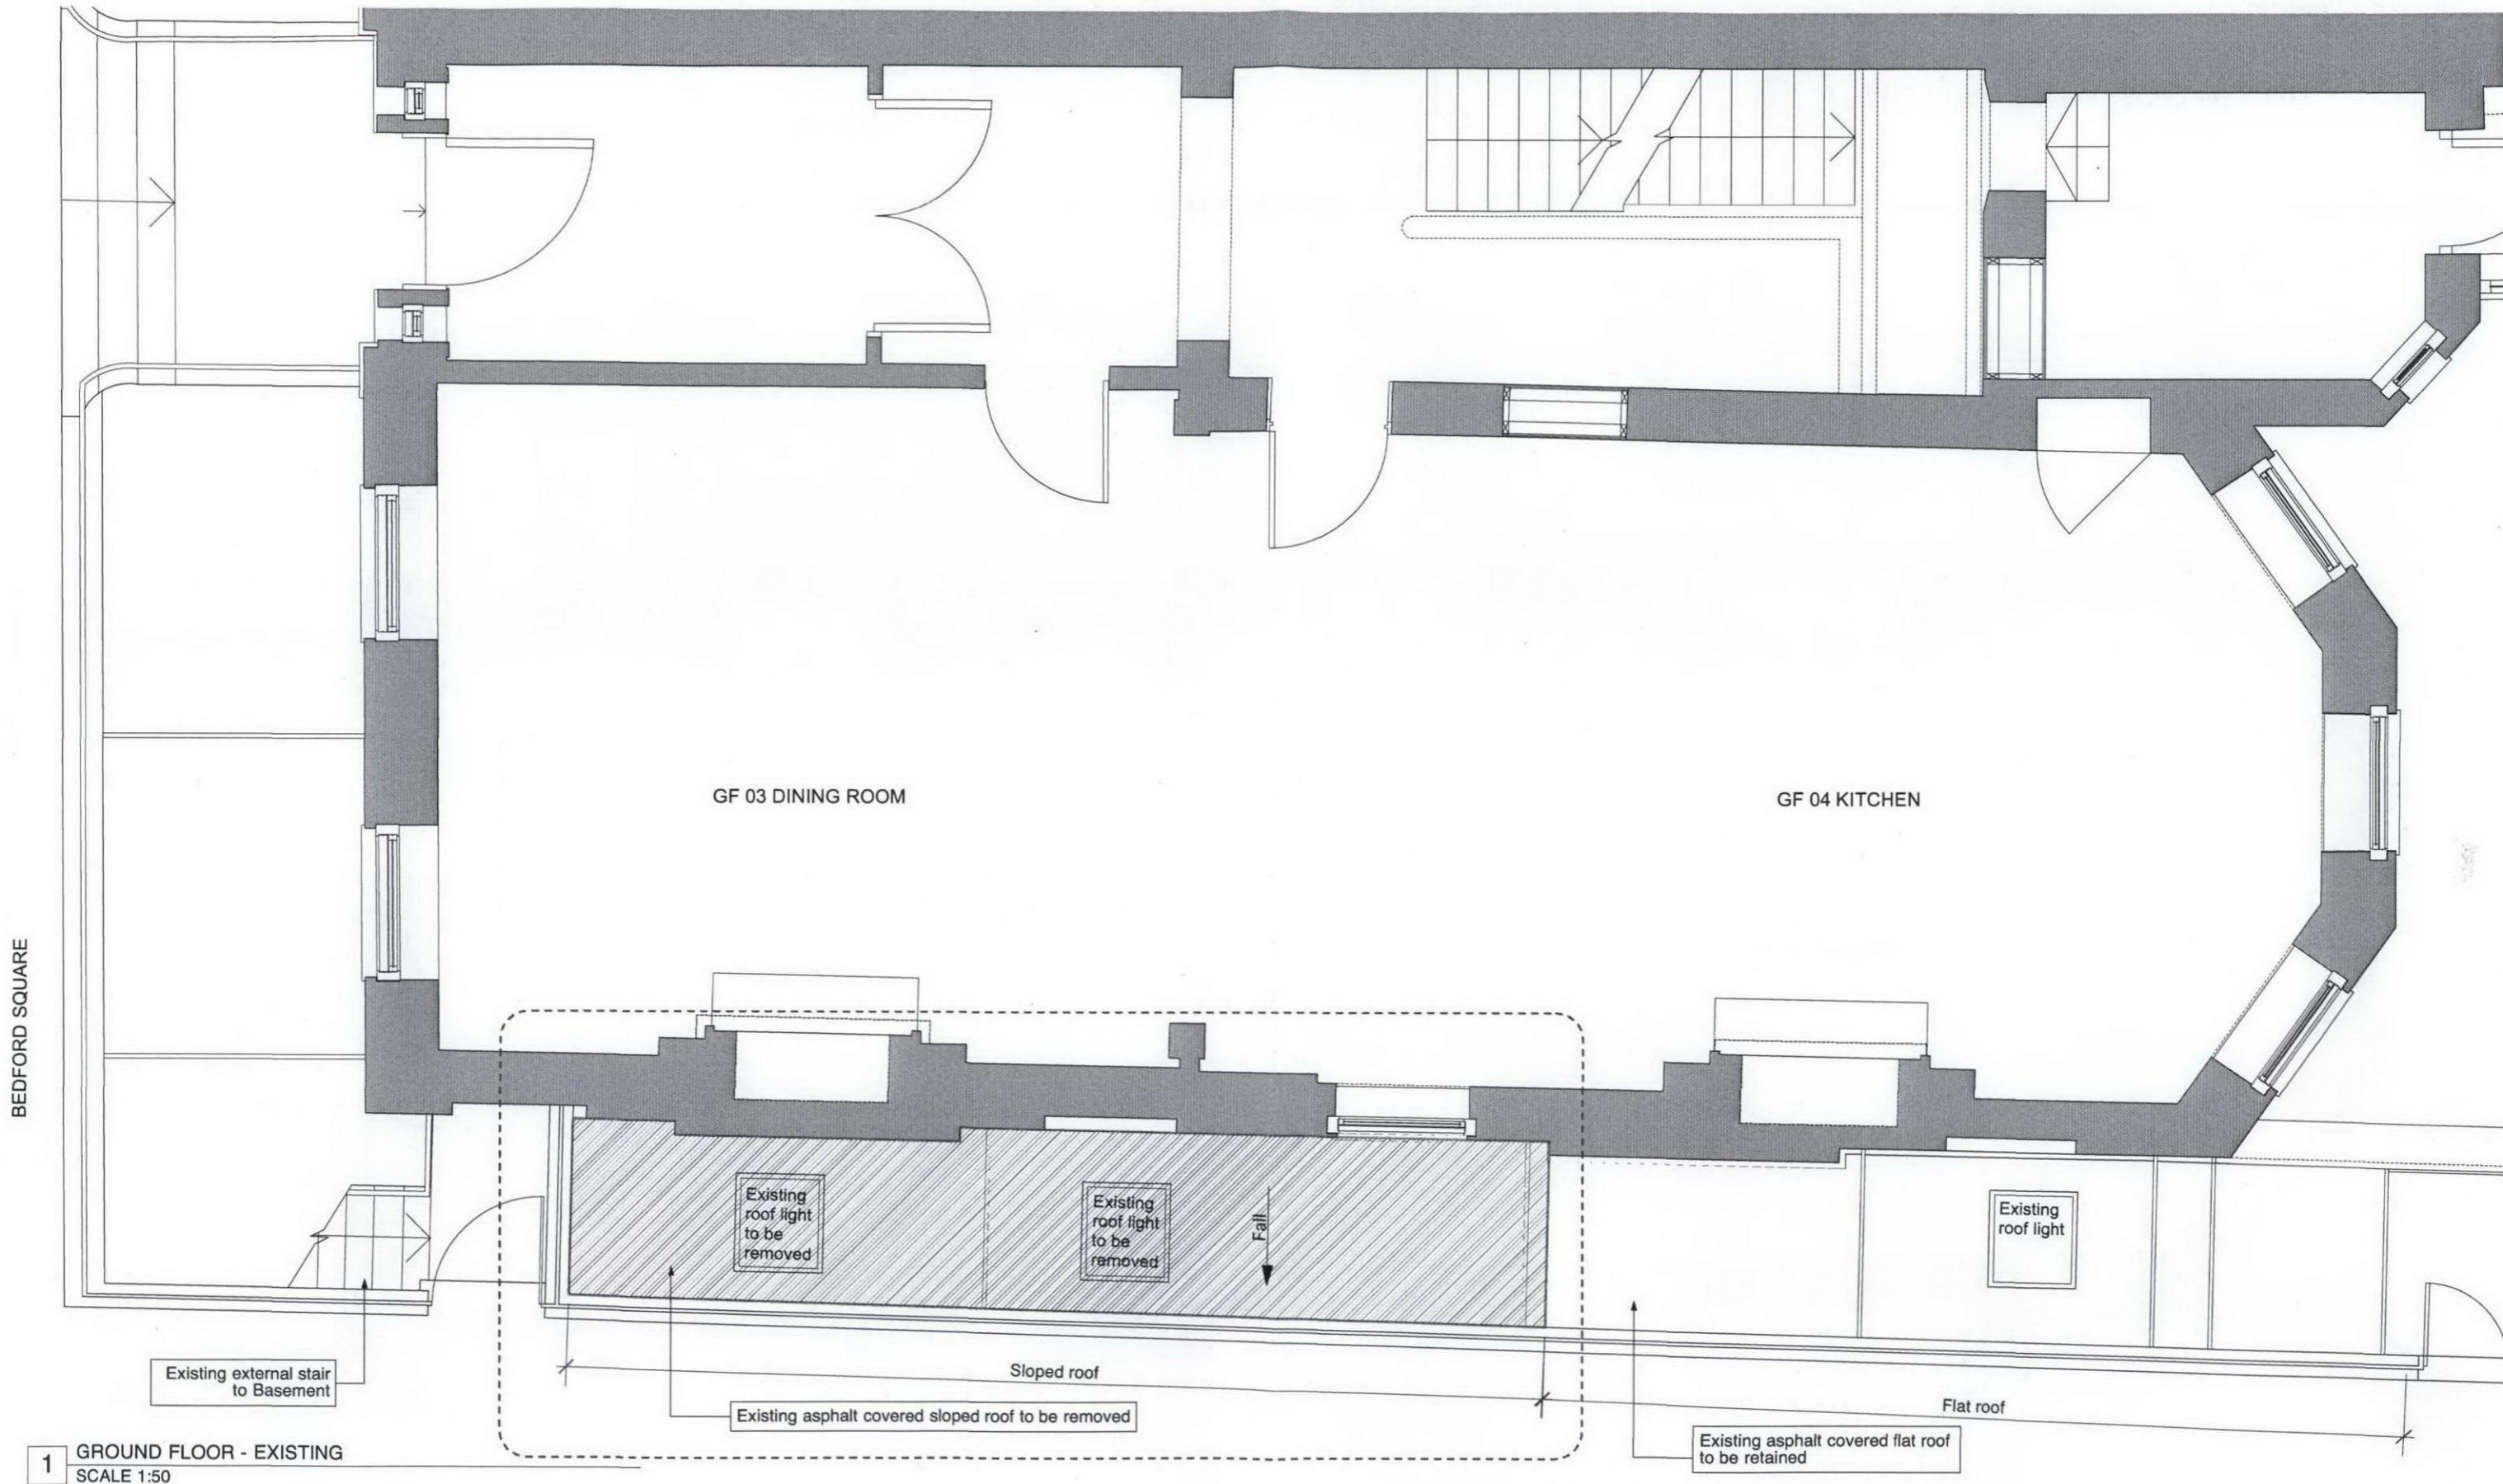 GF 03 DINING ROOM
GF 04 KITCHEN
BEDFORD SQUARE
Existing
roof light
to be
removed
Existing
roof light
to be
removed
Fall
Existing
roof light
Existing external stair
to Basement
Sloped roof
Existing asphalt covered sloped roof to be removed
Flat roof
Existing asphalt covered flat roof
to be retained
1
GROUND FLOOR - EXISTING
SCALE 1:50